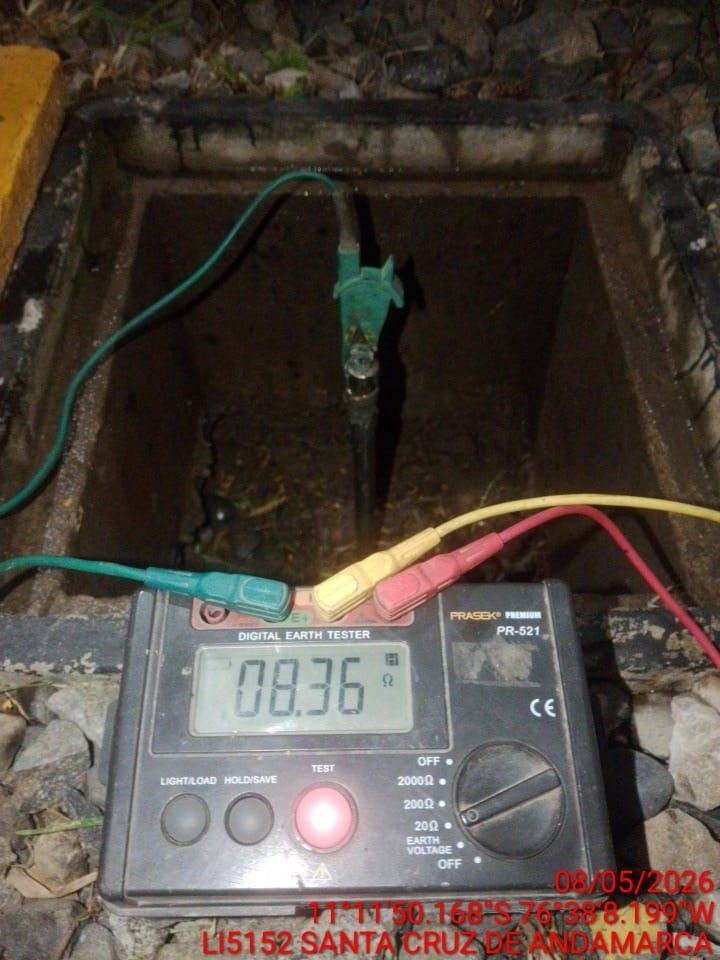 E
PRASEK® PREMIUM
PR-521
DIGITAL EARTH TESTER
H
08.36 Ω
CE
LIGHT/LOAD HOLD/SAVE TEST
OFF
2000Ω
200Ω
20Ω
EARTH
VOLTAGE
OFF
08/05/2026
11°11'50.168"S 76°38'8.199"W
LI5152 SANTA CRUZ DE ANDAMARCA